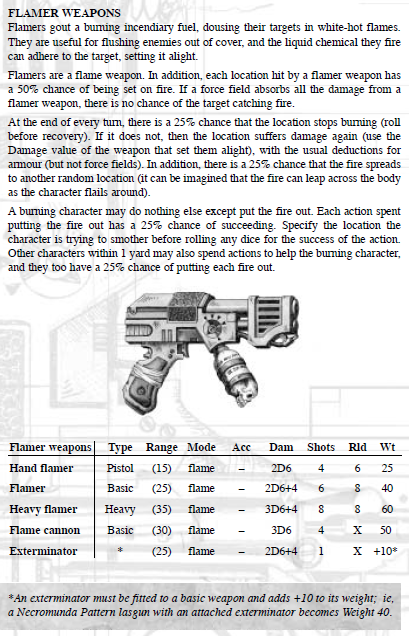 FLAMER WEAPONS
Flamers gout a burning incendiary fuel, dousing their targets in white-hot flames.
They are useful for flushing enemies out of cover, and the liquid chemical they fire
can adhere to the target, setting it alight.
Flamers are a flame weapon. In addition, each location hit by a flamer weapon has
a 50% chance of being set on fire. If a force field absorbs all the damage from a
flamer weapon, there is no chance of the target catching fire.
At the end of every turn, there is a 25% chance that the location stops burning (roll
before recovery). If it does not, then the location suffers damage again (use the
Damage value of the weapon that set them alight), with the usual deductions for
armour (but not force fields). In addition, there is a 25% chance that the fire spreads
to another random location (it can be imagined that the fire can leap across the body
as the character flails around).
A burning character may do nothing else except put the fire out. Each action spent
putting the fire out has a 25% chance of succeeding. Specify the location the
character is trying to smother before rolling any dice for the success of the action.
Other characters within 1 yard may also spend actions to help the burning character,
and they too have a 25% chance of putting each fire out.
Flamer weapons Type Range Mode Acc Dam Shots Rld Wt
Hand flamer Pistol (15) flame – 2D6 4 6 25
Flamer Basic (25) flame – 2D6+4 6 8 40
Heavy flamer Heavy (35) flame – 3D6+4 8 8 60
Flame cannon Basic (30) flame – 3D6 4 X 50
Exterminator * (25) flame – 2D6+4 1 X +10*
*An exterminator must be fitted to a basic weapon and adds +10 to its weight; ie,
a Necromunda Pattern lasgun with an attached exterminator becomes Weight 40.